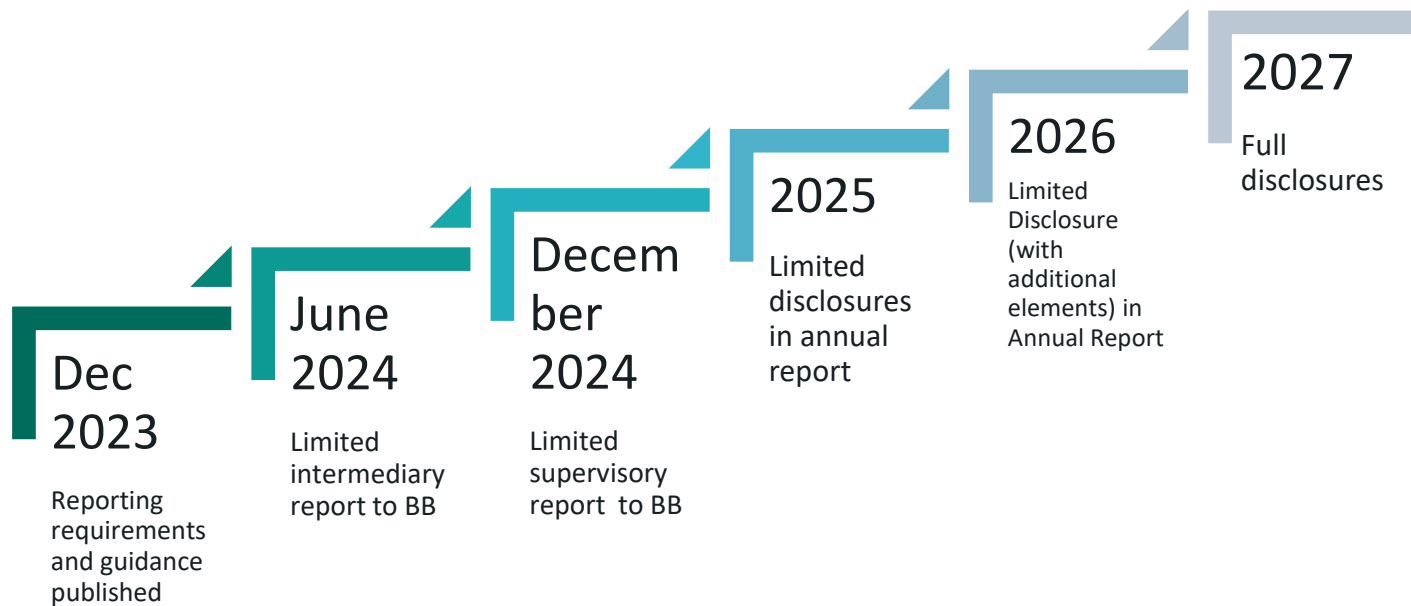 Dec
2023
Reporting
requirements
and guidance
published
June
2024
Limited
intermediary
report to BB
Decem
ber
2024
Limited
supervisory
report  to BB
2025
Limited
disclosures
in annual
report
2026
Limited
Disclosure
(with
additional
elements) in
Annual Report
2027
Full
disclosures